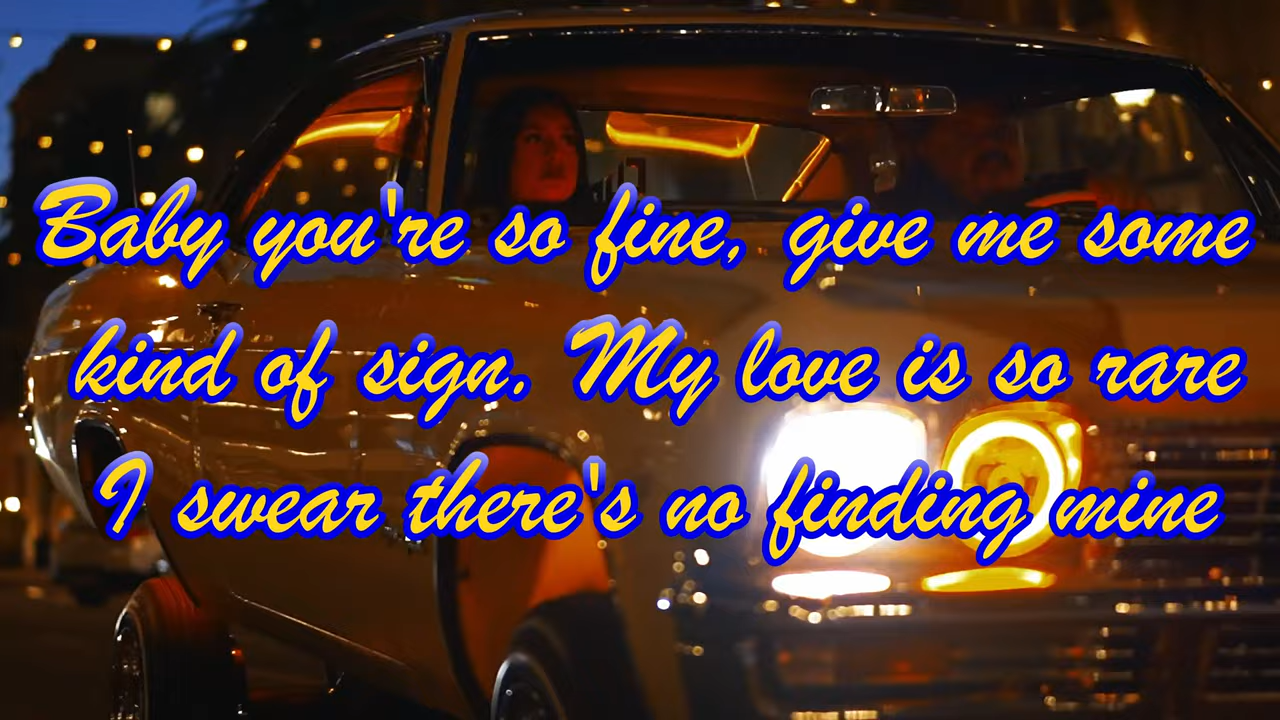 Baby you're so fine, give me some
kind of sign. My love is so rare
I swear there's no finding mine